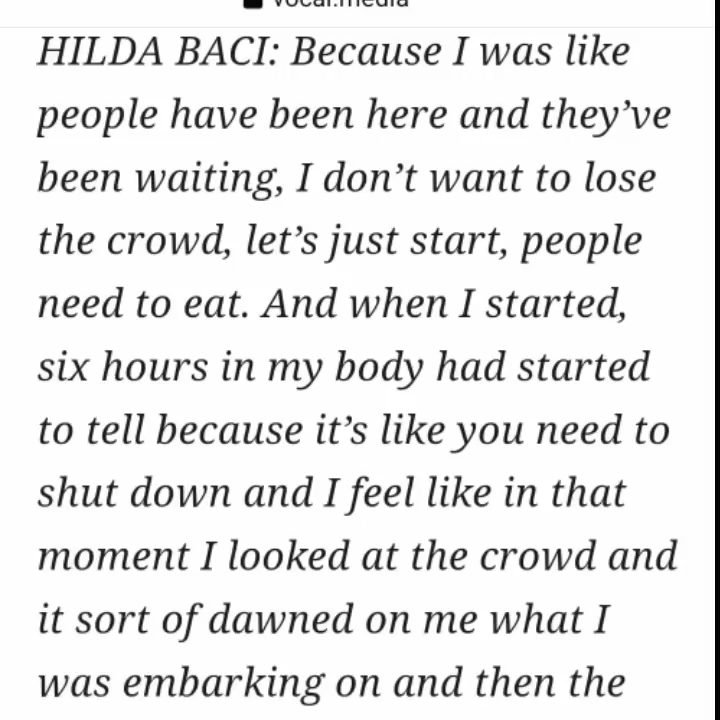 vocal.media
HILDA BACI: Because I was like
people have been here and they’ve
been waiting, I don’t want to lose
the crowd, let’s just start, people
need to eat. And when I started,
six hours in my body had started
to tell because it’s like you need to
shut down and I feel like in that
moment I looked at the crowd and
it sort of dawned on me what I
was embarking on and then the